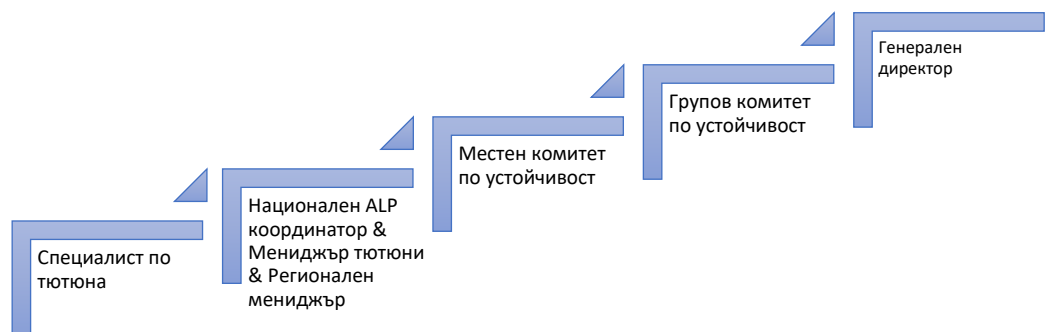 Специалист по
тютюна
Национален ALP
координатор &
Мениджър тютюни
& Регионален
мениджър
Местен комитет
по устойчивост
Групов комитет
по устойчивост
Генерален
директор